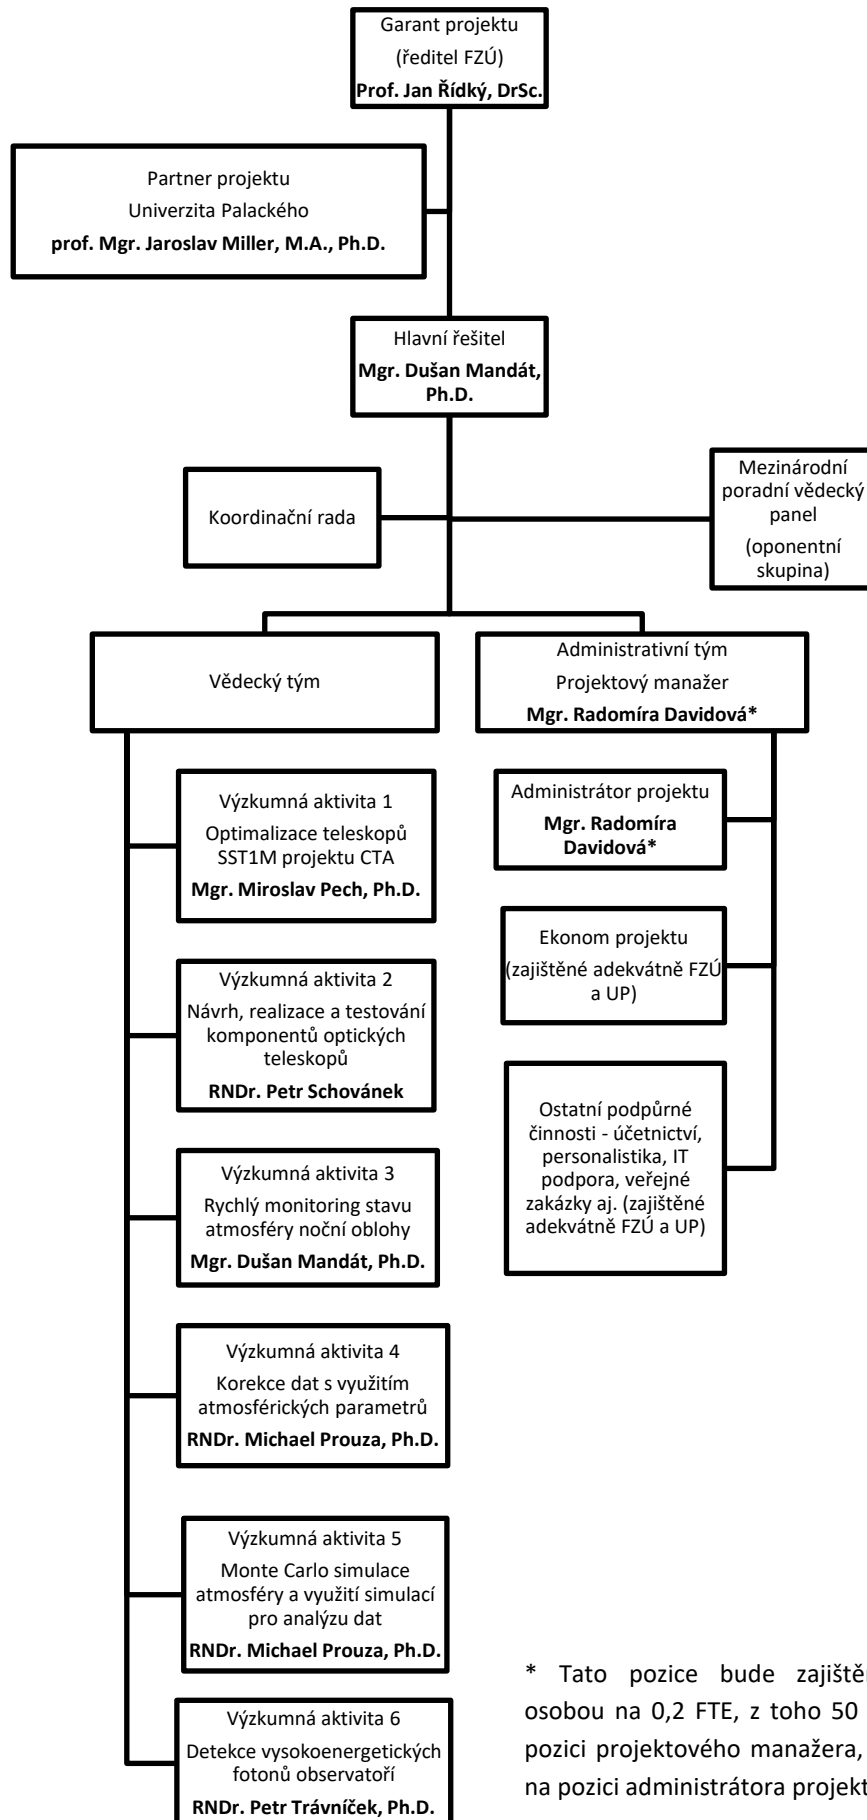 Garant projektu
(ředitel FZÚ)
Prof. Jan Řídký, DrSc.
Partner projektu
Univerzita Palackého
prof. Mgr. Jaroslav Miller, M.A., Ph.D.
Hlavní řešitel
Mgr. Dušan Mandát,
Ph.D.
Koordinační rada
Mezinárodní
poradní vědecký
panel
(oponentní
skupina)
Vědecký tým
Administrativní tým
Projektový manažer
Mgr. Radomíra Davidová*
Výzkumná aktivita 1
Optimalizace teleskopů
SST1M projektu CTA
Mgr. Miroslav Pech, Ph.D.
Administrátor projektu
Mgr. Radomíra
Davidová*
Výzkumná aktivita 2
Návrh, realizace a testování
komponentů optických
teleskopů
RNDr. Petr Schovánek
Ekonom projektu
(zajištěné adekvátně FZÚ
a UP)
Výzkumná aktivita 3
Rychlý monitoring stavu
atmosféry noční oblohy
Mgr. Dušan Mandát, Ph.D.
Ostatní podpůrné
činnosti - účetnictví,
personalistika, IT
podpora, veřejné
zakázky aj. (zajištěné
adekvátně FZÚ a UP)
Výzkumná aktivita 4
Korekce dat s využitím
atmosférických parametrů
RNDr. Michael Prouza, Ph.D.
Výzkumná aktivita 5
Monte Carlo simulace
atmosféry a využití simulací
pro analýzu dat
RNDr. Michael Prouza, Ph.D.
Výzkumná aktivita 6
Detekce vysokoenergetických
fotonů observatoří
RNDr. Petr Trávníček, Ph.D.
* Tato pozice bude
osobou na 0,2 FTE, z toho 50
pozici projektového manažera,
na pozici administrátora